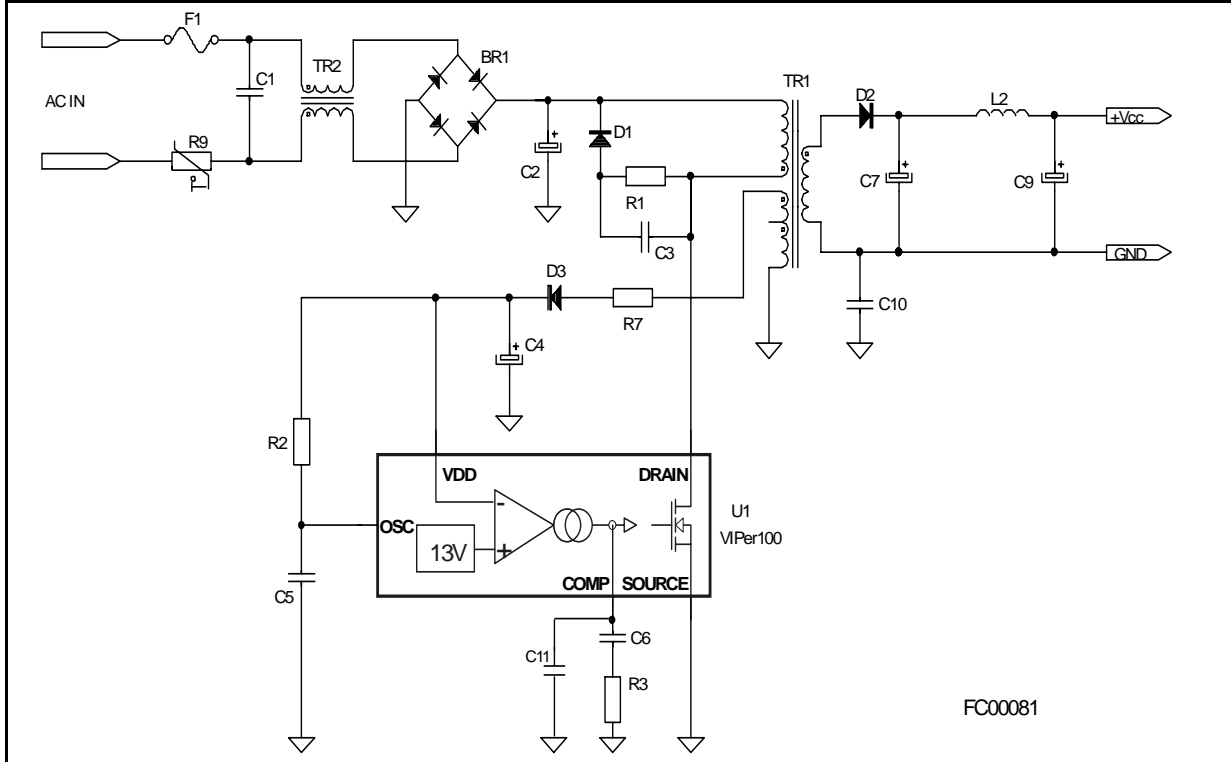 F1
AC IN
C1
TR2
BR1
R9
T°
C2
+
D1
R1
C3
TR1
D2
L2
+Vcc
C7
+
C9
+
GND
C10
D3
R7
C4
+
R2
VDD
DRAIN
OSC
13V
-
+
COMP
SOURCE
U1
VIPer100
C5
C11
C6
R3
FC00081